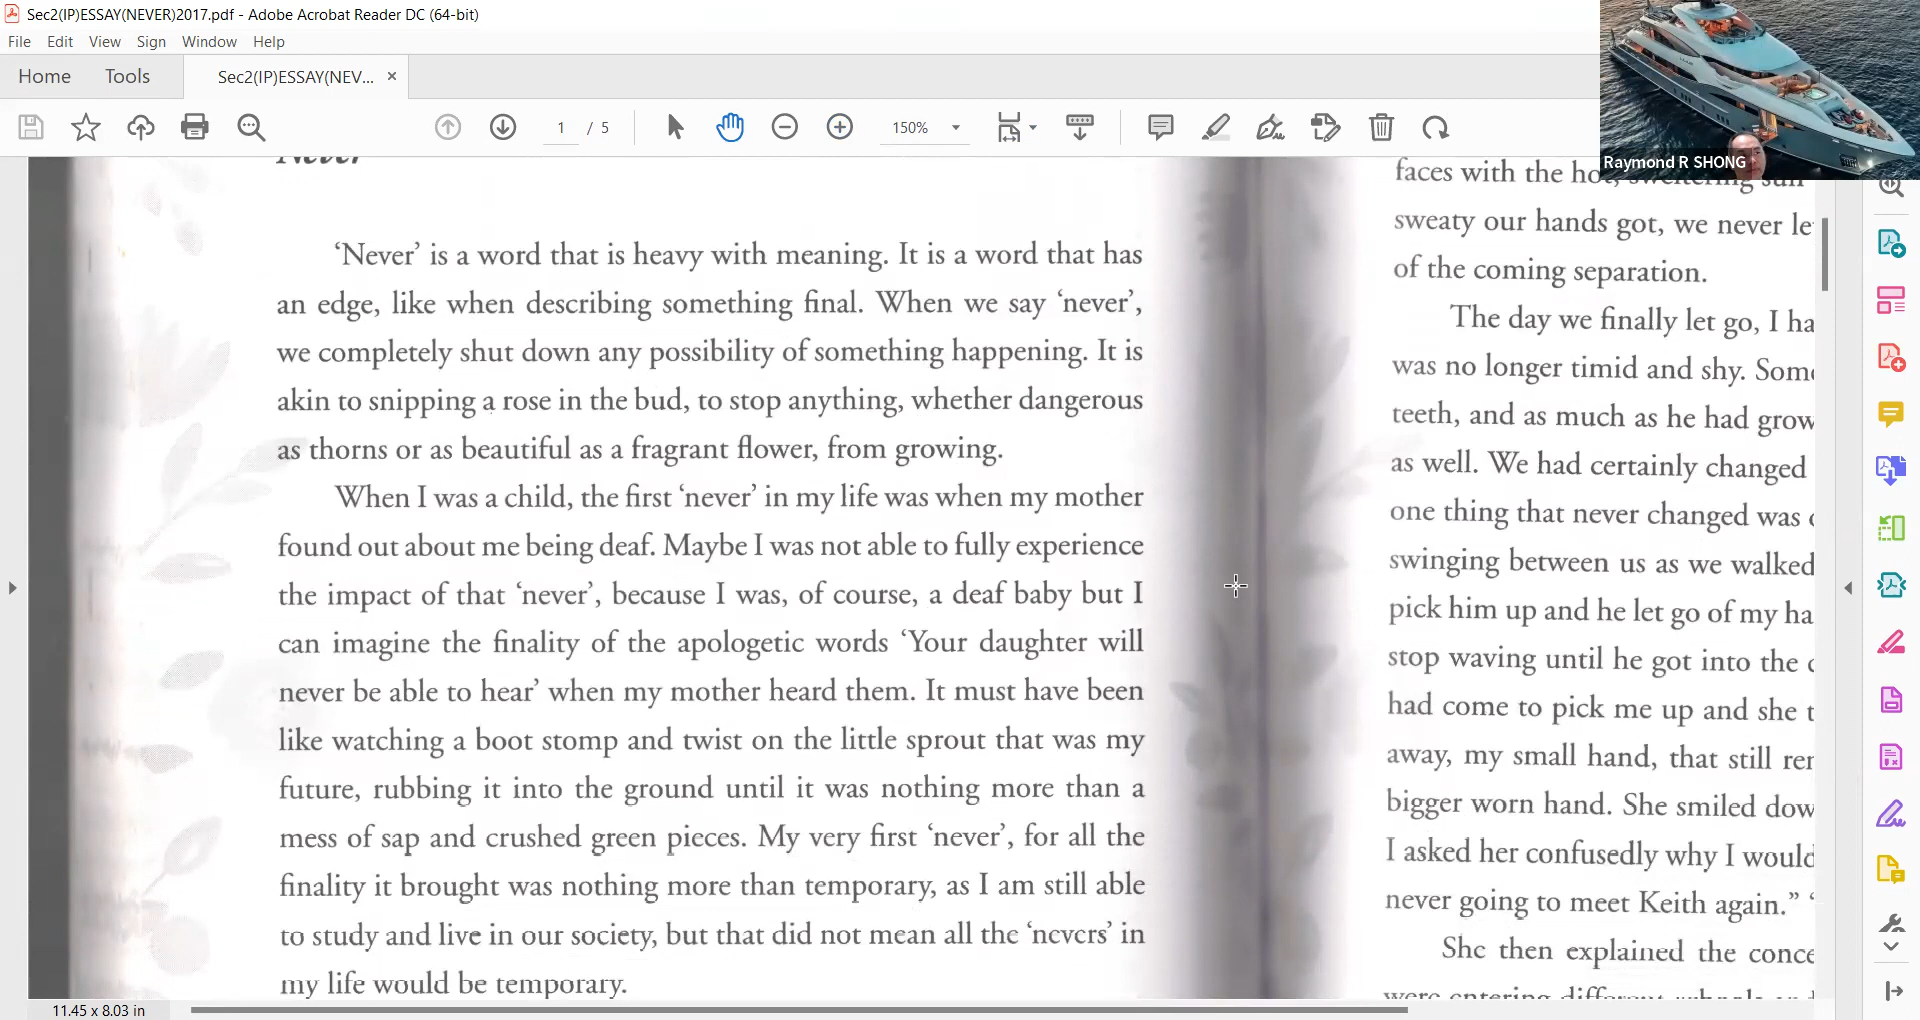 Sec2(IP)ESSAY(NEVER)2017.pdf - Adobe Acrobat Reader DC (64-bit)
File Edit View Sign Window Help
Home Tools Sec2(IP)ESSAY(NEV... ×
1 / 5 150%
Raymond R SHONG
Never
‘Never’ is a word that is heavy with meaning. It is a word that has
an edge, like when describing something final. When we say ‘never’,
we completely shut down any possibility of something happening. It is
akin to snipping a rose in the bud, to stop anything, whether dangerous
as thorns or as beautiful as a fragrant flower, from growing.
When I was a child, the first ‘never’ in my life was when my mother
found out about me being deaf. Maybe I was not able to fully experience
the impact of that ‘never’, because I was, of course, a deaf baby but I
can imagine the finality of the apologetic words ‘Your daughter will
never be able to hear’ when my mother heard them. It must have been
like watching a boot stomp and twist on the little sprout that was my
future, rubbing it into the ground until it was nothing more than a
mess of sap and crushed green pieces. My very first ‘never’, for all the
finality it brought was nothing more than temporary, as I am still able
to study and live in our society, but that did not mean all the ‘nevers’ in
my life would be temporary.
faces with the hot, sweltering sun
sweaty our hands got, we never le
of the coming separation.
The day we finally let go, I ha
was no longer timid and shy. Som
teeth, and as much as he had grow
as well. We had certainly changed
one thing that never changed was
swinging between us as we walked
pick him up and he let go of my ha
stop waving until he got into the
had come to pick me up and she t
away, my small hand, that still rer
bigger worn hand. She smiled dow
I asked her confusedly why I would
never going to meet Keith again.” ‘
She then explained the conce
were entering different
11.45 x 8.03 in